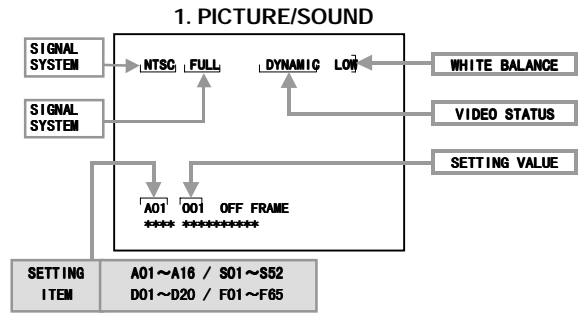 1. PICTURE/SOUND
SIGNAL
SYSTEM
NTSC FULL DYNAMIC LOW
WHITE BALANCE
SIGNAL
SYSTEM
VIDEO STATUS
SETTING VALUE
A01 001 OFF FRAME
**** **********
SETTING
ITEM
A01～A16 / S01～S52
D01～D20 / F01～F65